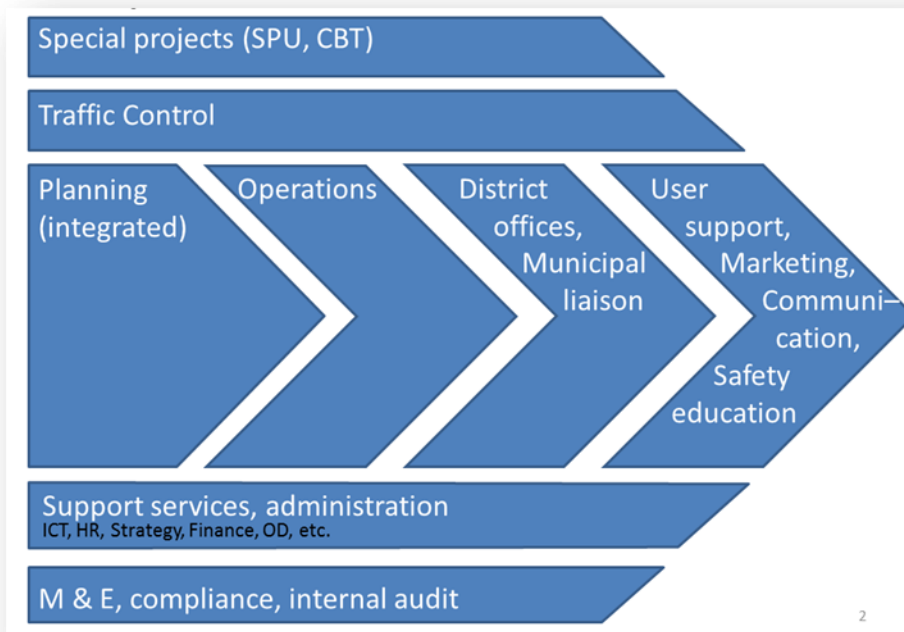 Special projects (SPU, CBT)
Traffic Control
Planning
(integrated)
Operations
District
offices,
Municipal
liaison
User
support,
Marketing,
Communi–
cation,
Safety
education
Support services, administration
ICT, HR, Strategy, Finance, OD, etc.
M & E, compliance, internal audit
2